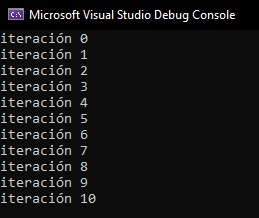 Microsoft Visual Studio Debug Console
iteración 0
iteración 1
iteración 2
iteración 3
iteración 4
iteración 5
iteración 6
iteración 7
iteración 8
iteración 9
iteración 10